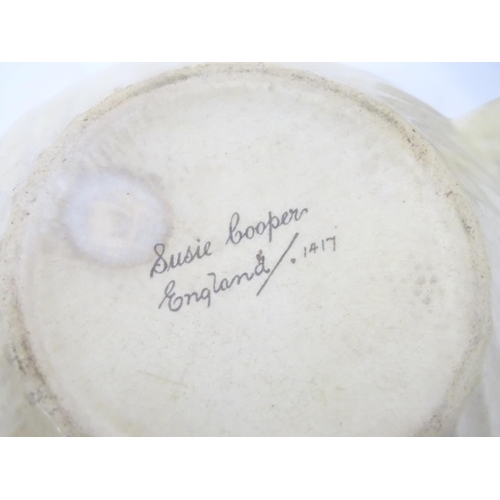 Susie Cooper
England/. 1417